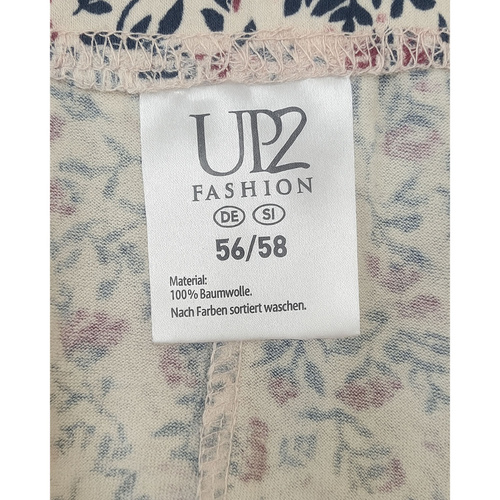 UP2
FASHION
DE SI
56/58
Material:
100% Baumwolle.
Nach Farben sortiert waschen.